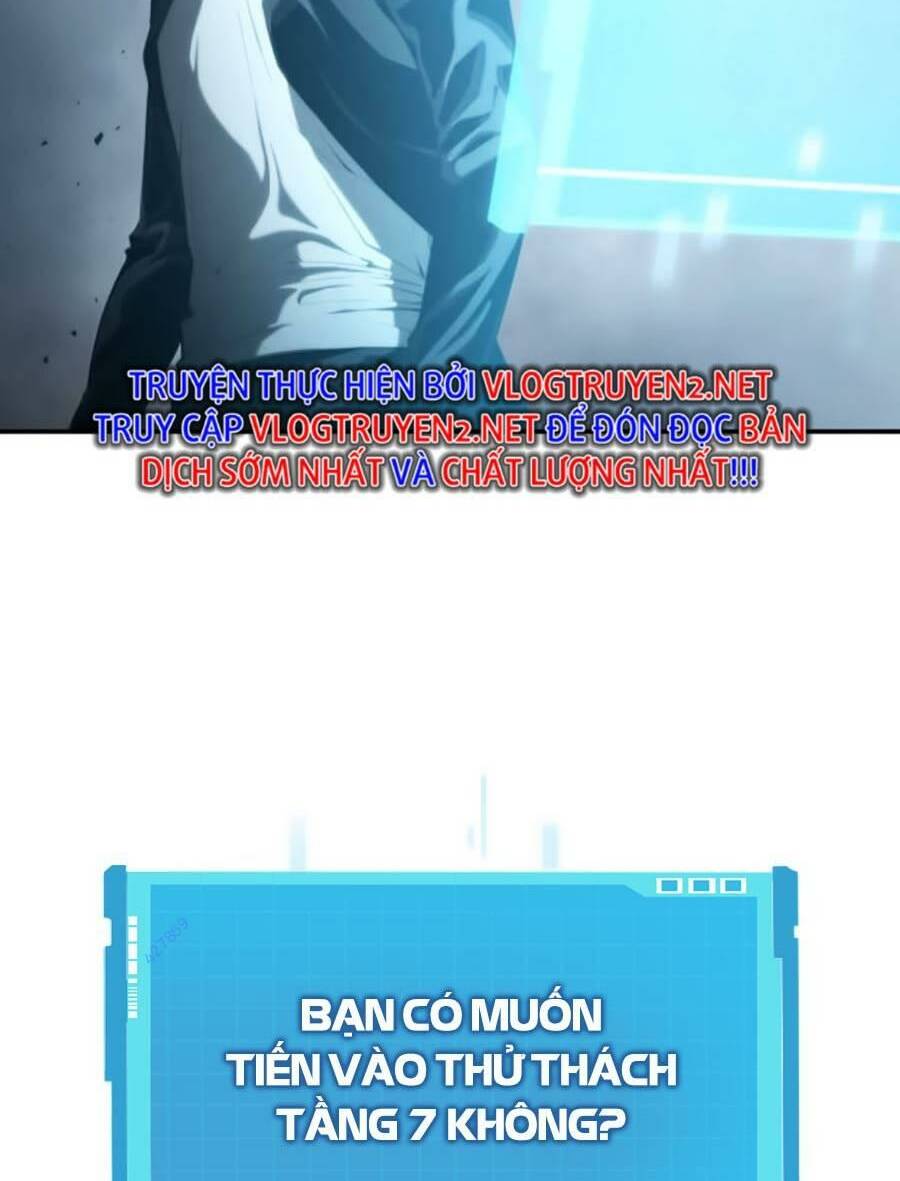 TRUYỆN THỰC HIỆN BỞI VLOGTRUYEN2.NET
TRUY CẬP VLOGTRUYEN2.NET ĐỂ ĐÓN ĐỌC BẢN
DỊCH SỚM NHẤT VÀ CHẤT LƯỢNG NHẤT!!!
427859
BẠN CÓ MUỐN
TIẾN VÀO THỬ THÁCH
TẦNG 7 KHÔNG?